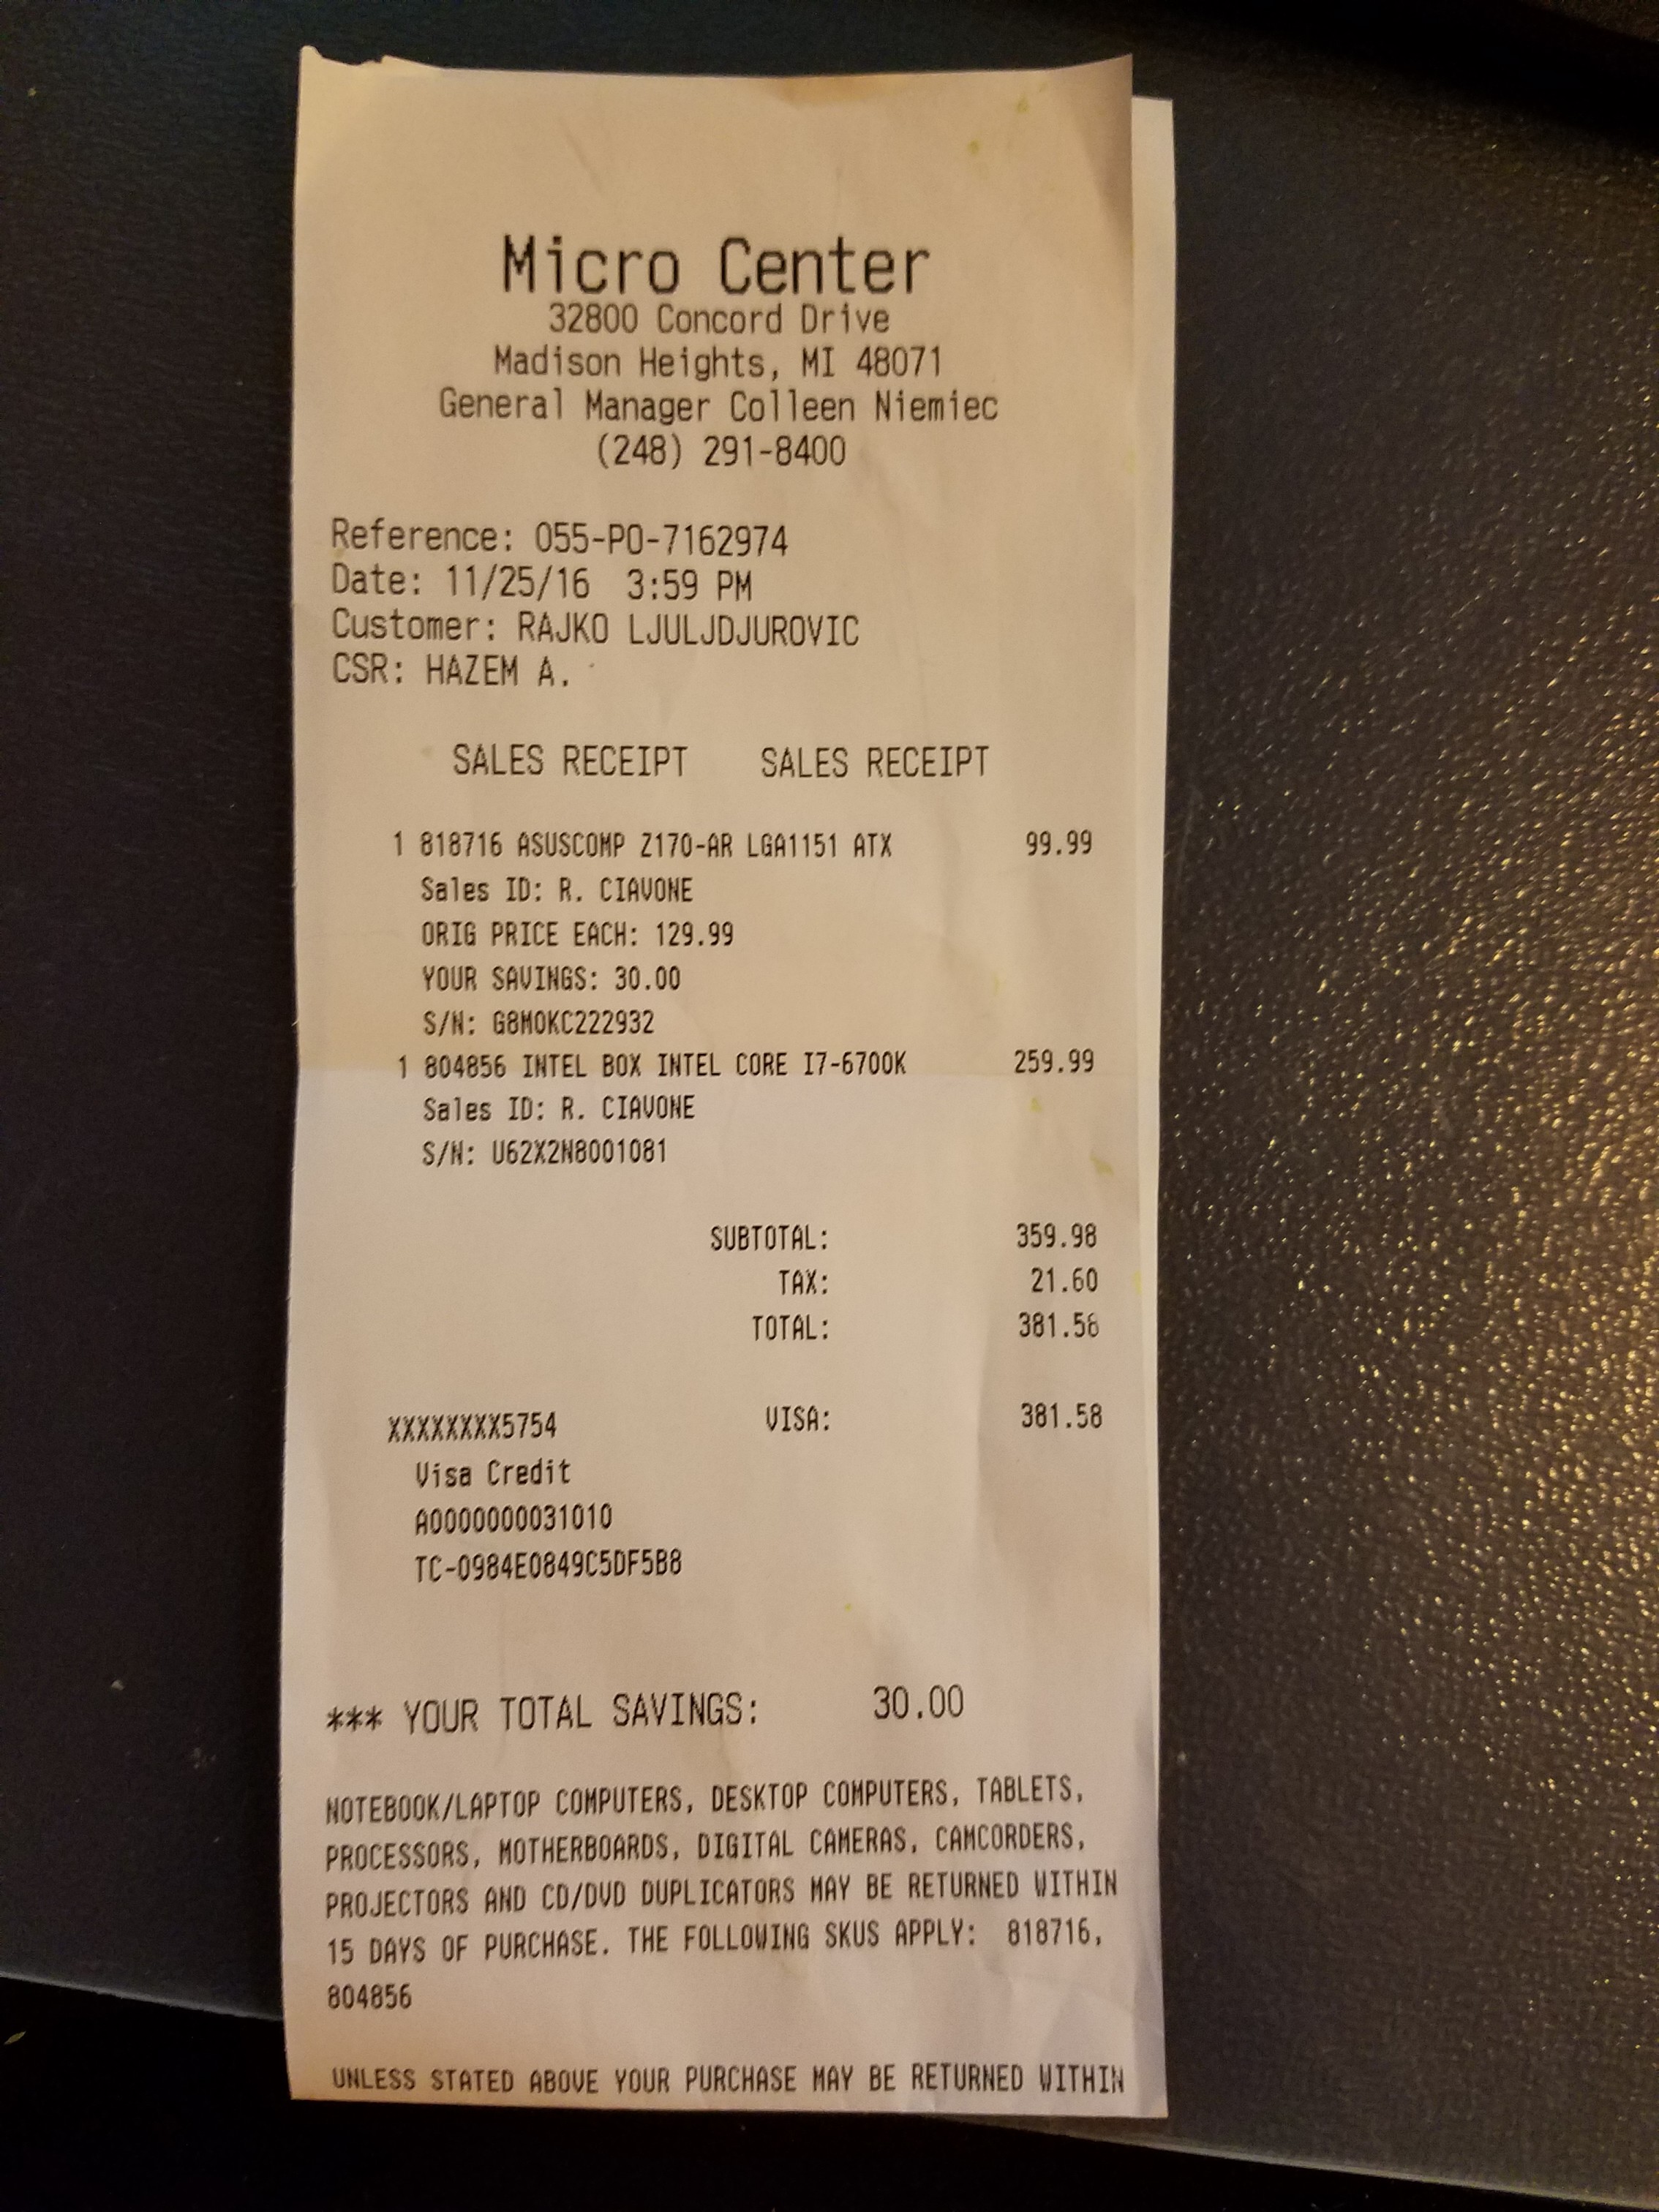 Micro Center
32800 Concord Drive
Madison Heights, MI 48071
General Manager Colleen Niemiec
(248) 291-8400
Reference: 055-PO-7162974
Date: 11/25/16  3:59 PM
Customer: RAJKO LJULJDJUROVIC
CSR: HAZEM A.
SALES RECEIPT    SALES RECEIPT
1 818716 ASUSCOMP Z170-AR LGA1151 ATX    99.99
Sales ID: R. CIAVONE
ORIG PRICE EACH: 129.99
YOUR SAVINGS: 30.00
S/N: G8M0KC222932
1 804856 INTEL BOX INTEL CORE I7-6700K    259.99
Sales ID: R. CIAVONE
S/N: U62X2N8001081
SUBTOTAL:    359.98
TAX:    21.60
TOTAL:    381.58
XXXXXXXX5754    VISA:    381.58
Visa Credit
A0000000031010
TC-0984E0849C5DF5B8
*** YOUR TOTAL SAVINGS:    30.00
NOTEBOOK/LAPTOP COMPUTERS, DESKTOP COMPUTERS, TABLETS,
PROCESSORS, MOTHERBOARDS, DIGITAL CAMERAS, CAMCORDERS,
PROJECTORS AND CD/DVD DUPLICATORS MAY BE RETURNED WITHIN
15 DAYS OF PURCHASE. THE FOLLOWING SKUS APPLY:  818716,
804856
UNLESS STATED ABOVE YOUR PURCHASE MAY BE RETURNED WITHIN